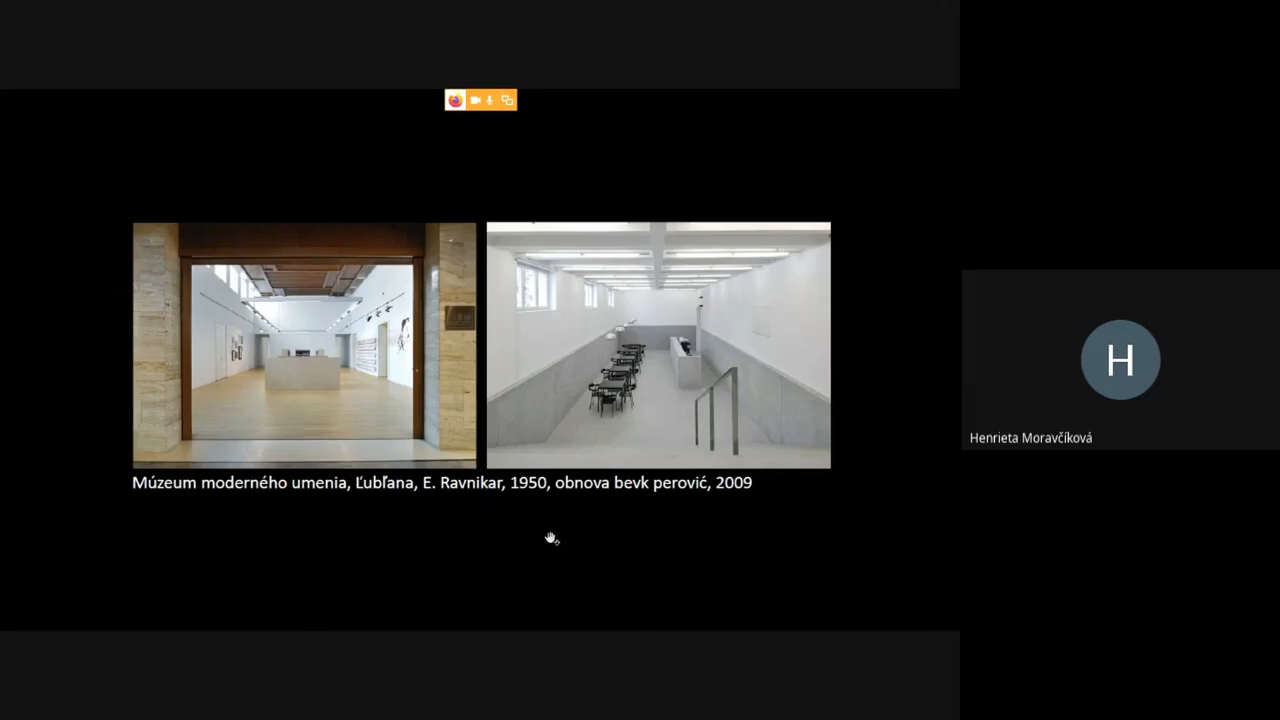 Múzeum moderného umenia, Ľubľana, E. Ravnikar, 1950, obnova bevk perović, 2009
H
Henrieta Moravčíková